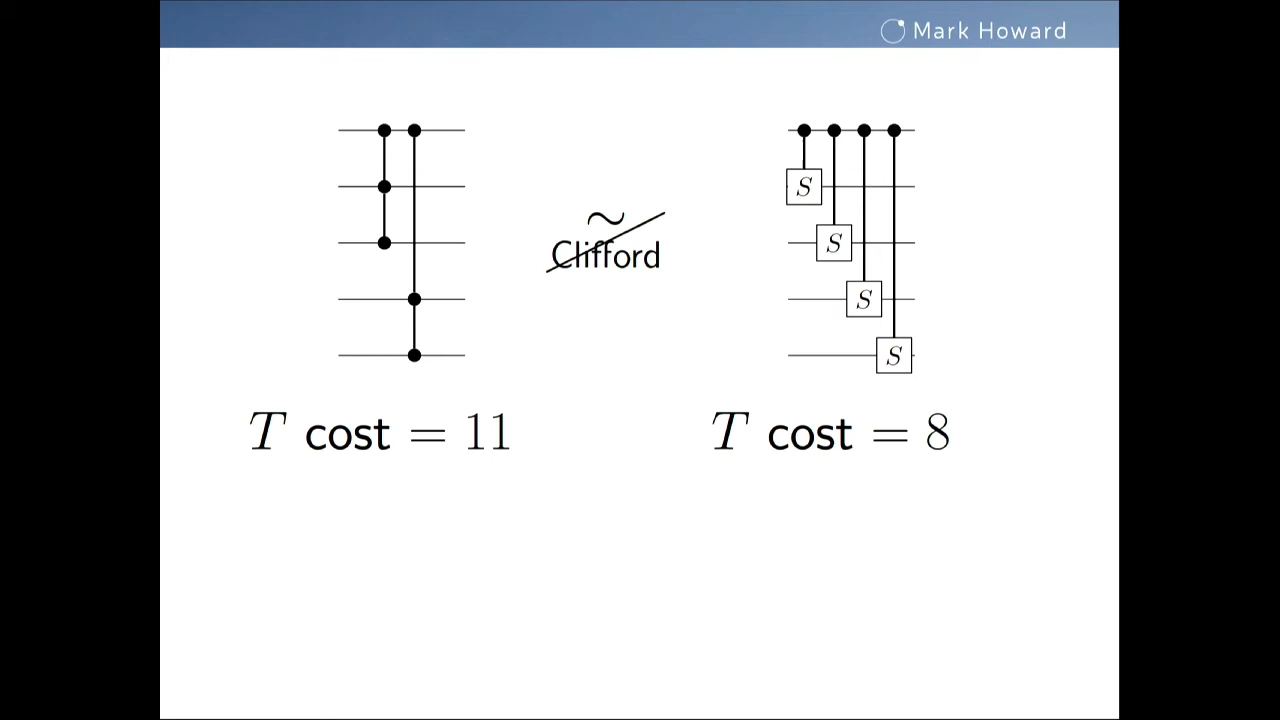 Mark Howard
∼
Clifford
S
S
S
S
T cost = 11
T cost = 8